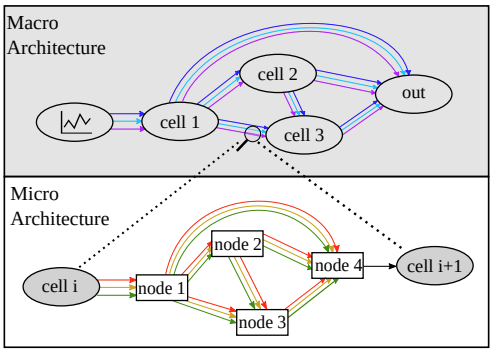 Macro
Architecture
cell 1
cell 2
cell 3
out
Micro
Architecture
cell i
node 1
node 2
node 3
node 4
cell i+1